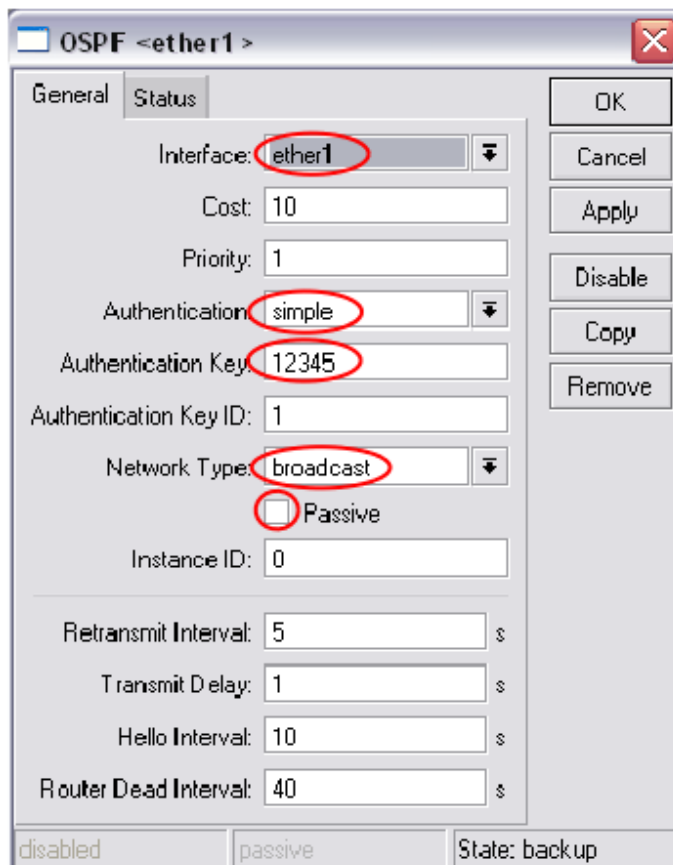 OSPF <ether1>
General Status
Interface: ether1
Cost: 10
Priority: 1
Authentication: simple
Authentication Key: 12345
Authentication Key ID: 1
Network Type: broadcast
Passive
Instance ID: 0
Retransmit Interval: 5 s
Transmit Delay: 1 s
Hello Interval: 10 s
Router Dead Interval: 40 s
OK
Cancel
Apply
Disable
Copy
Remove
disabled passive State: backup